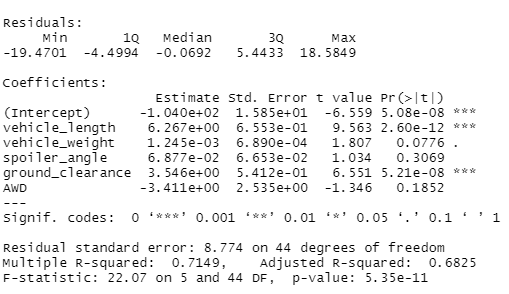 Residuals:
Min 1Q Median 3Q Max
-19.4701 -4.4994 -0.0692 5.4433 18.5849
Coefficients:
Estimate Std. Error t value Pr(>|t|)
(Intercept) -1.040e+02 1.585e+01 -6.559 5.08e-08 ***
vehicle_length 6.267e+00 6.553e-01 9.563 2.60e-12 ***
vehicle_weight 1.245e-03 6.890e-04 1.807 0.0776 .
spoiler_angle 6.877e-02 6.653e-02 1.034 0.3069
ground_clearance 3.546e+00 5.412e-01 6.551 5.21e-08 ***
AWD -3.411e+00 2.535e+00 -1.346 0.1852
---
Signif. codes: 0 ‘***’ 0.001 ‘**’ 0.01 ‘*’ 0.05 ‘.’ 0.1 ‘ ’ 1
Residual standard error: 8.774 on 44 degrees of freedom
Multiple R-squared: 0.7149, Adjusted R-squared: 0.6825
F-statistic: 22.07 on 5 and 44 DF, p-value: 5.35e-11